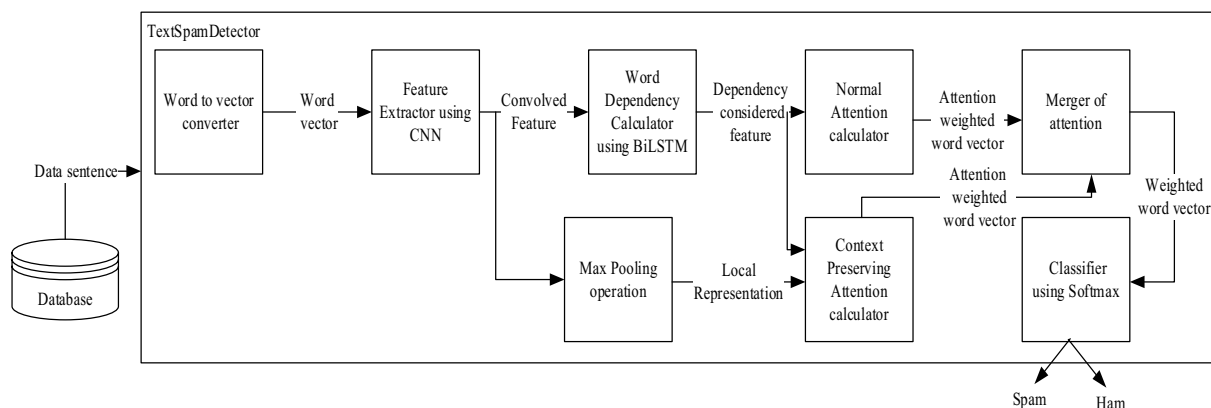 TextSpamDetector
Word to vector
converter
Word
vector
Feature
Extractor using
CNN
Convolved
Feature
Word
Dependency
Calculator
using BiLSTM
Dependency
considered
feature
Normal
Attention
calculator
Attention
weighted
word vector
Merger of
attention
Data sentence
Database
Max Pooling
operation
Local
Representation
Context
Preserving
Attention
calculator
Attention
weighted
word vector
Weighted
word vector
Classifier
using Softmax
Spam
Ham